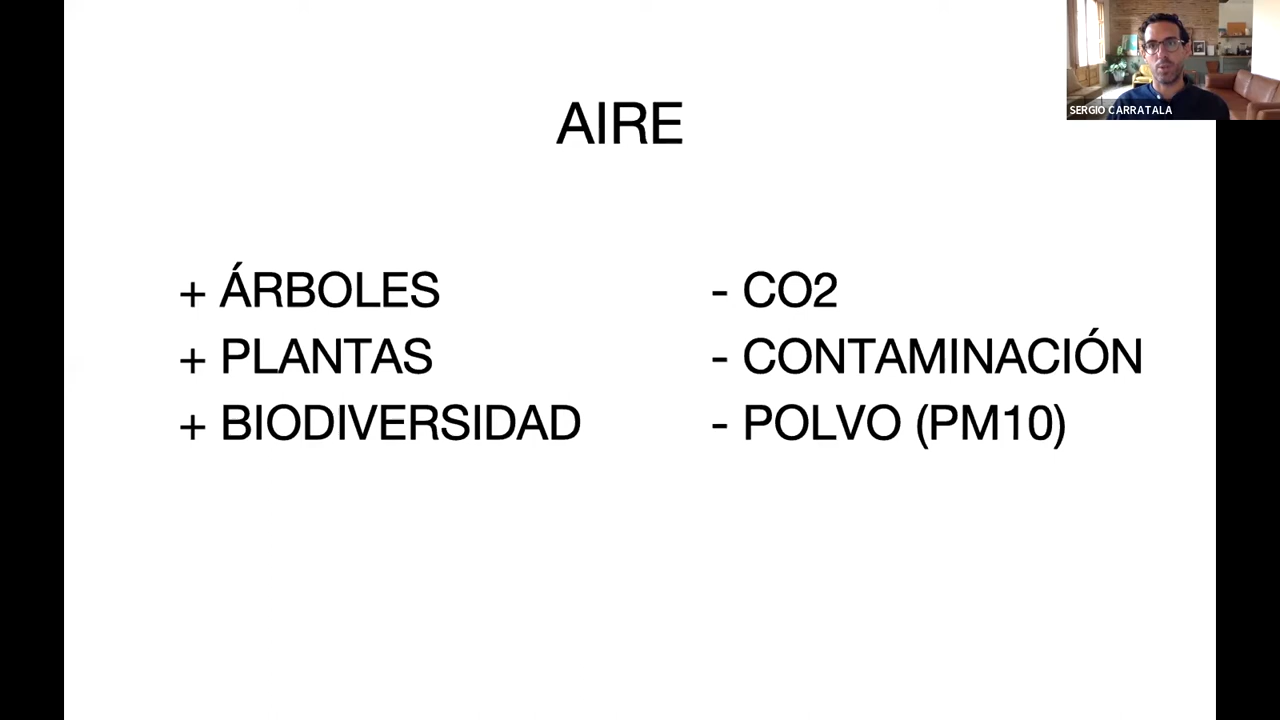 AIRE
+ ÁRBOLES
+ PLANTAS
+ BIODIVERSIDAD
- CO2
- CONTAMINACIÓN
- POLVO (PM10)
SERGIO CARRATALA